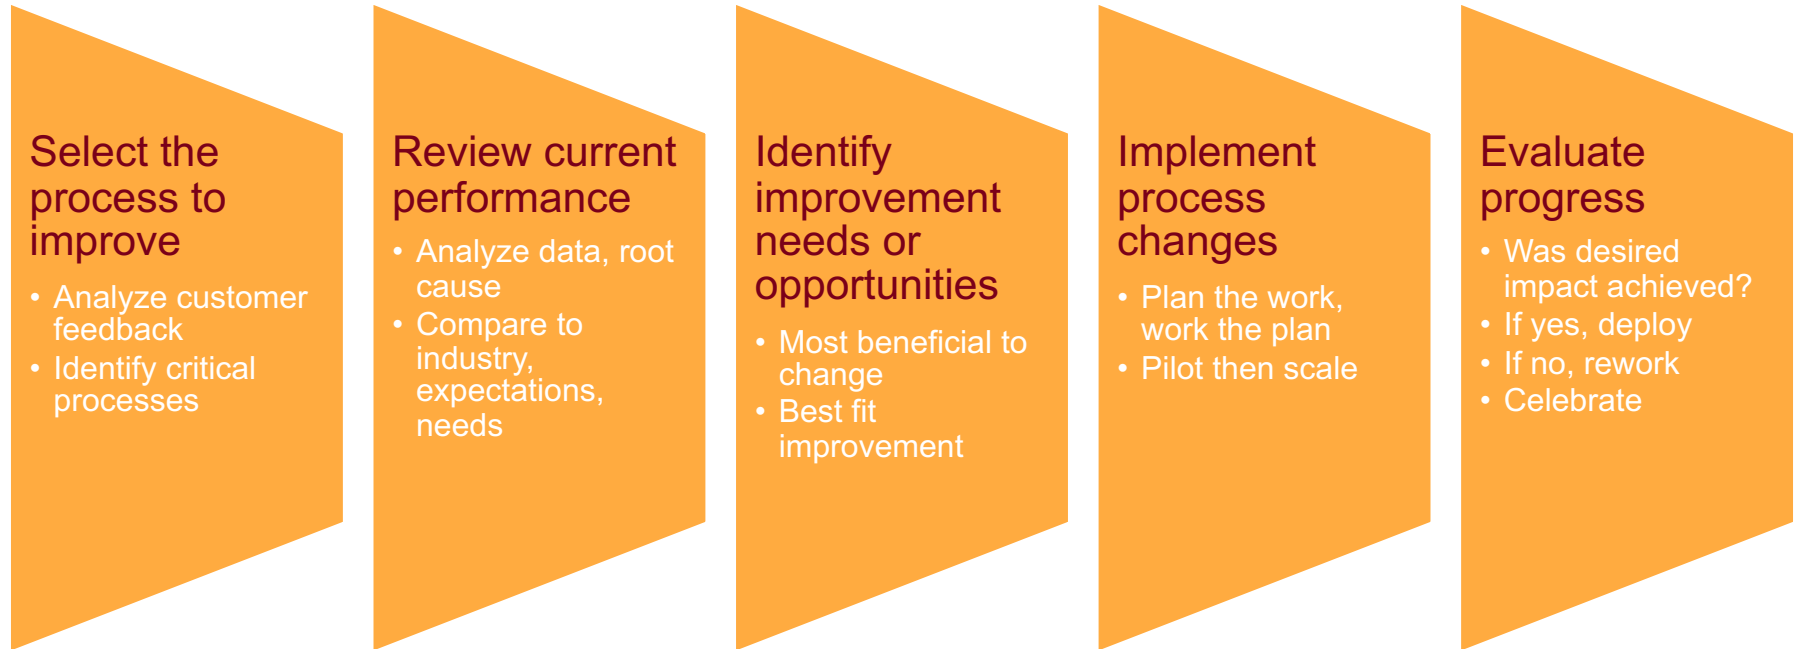 Select the
process to
improve
• Analyze customer
feedback
• Identify critical
processes
Review current
performance
• Analyze data, root
cause
• Compare to
industry,
expectations,
needs
Identify
improvement
needs or
opportunities
• Most beneficial to
change
• Best fit
improvement
Implement
process
changes
• Plan the work,
work the plan
• Pilot then scale
Evaluate
progress
• Was desired
impact achieved?
• If yes, deploy
• If no, rework
• Celebrate